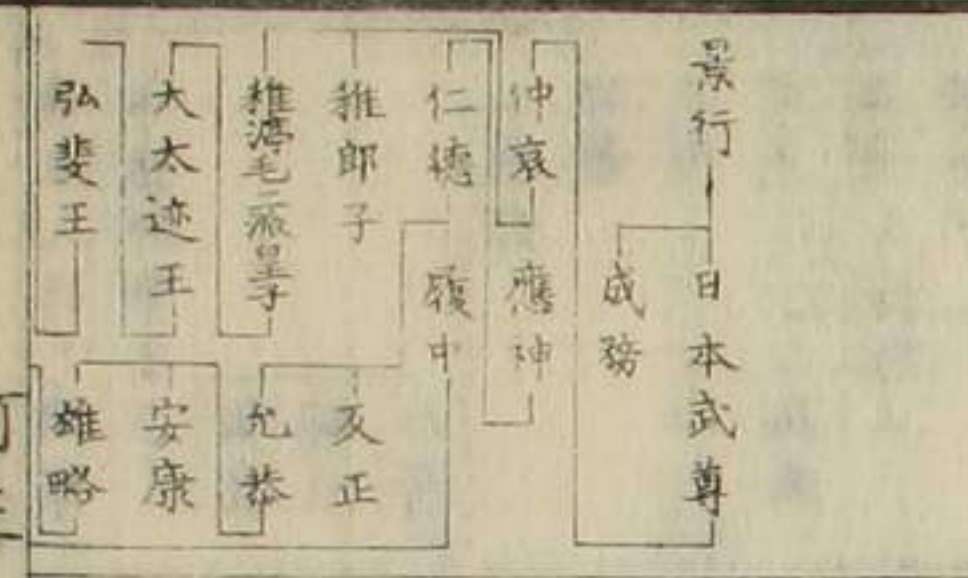 景行
日本武尊
成務
仲哀
應神
仁德
履中
稚郎子
反正
稚渟毛二派皇子
允恭
大太迹王
安康
弘斐王
雄略